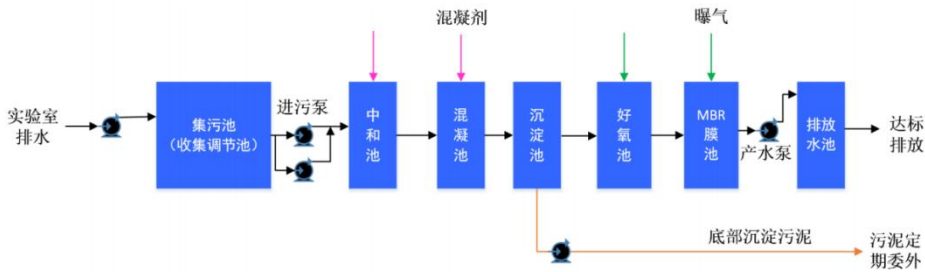 混凝剂
曝气
实验室
排水
集污池
（收集调节池）
进污泵
中
和
池
混
凝
池
沉
淀
池
好
氧
池
MBR
膜
池
产水泵
排放
水池
达标
排放
底部沉淀污泥
污泥定
期委外